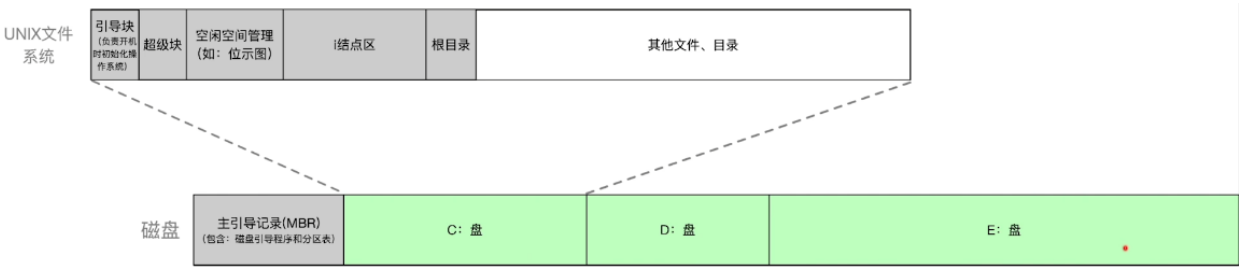 UNIX文件
系统
引导块
(负责开机
时初始化操
作系统)
超级块
空闲空间管理
(如：位示图)
i结点区
根目录
其他文件、目录
磁盘
主引导记录(MBR)
(包含：磁盘引导程序和分区表)
C：盘
D：盘
E：盘